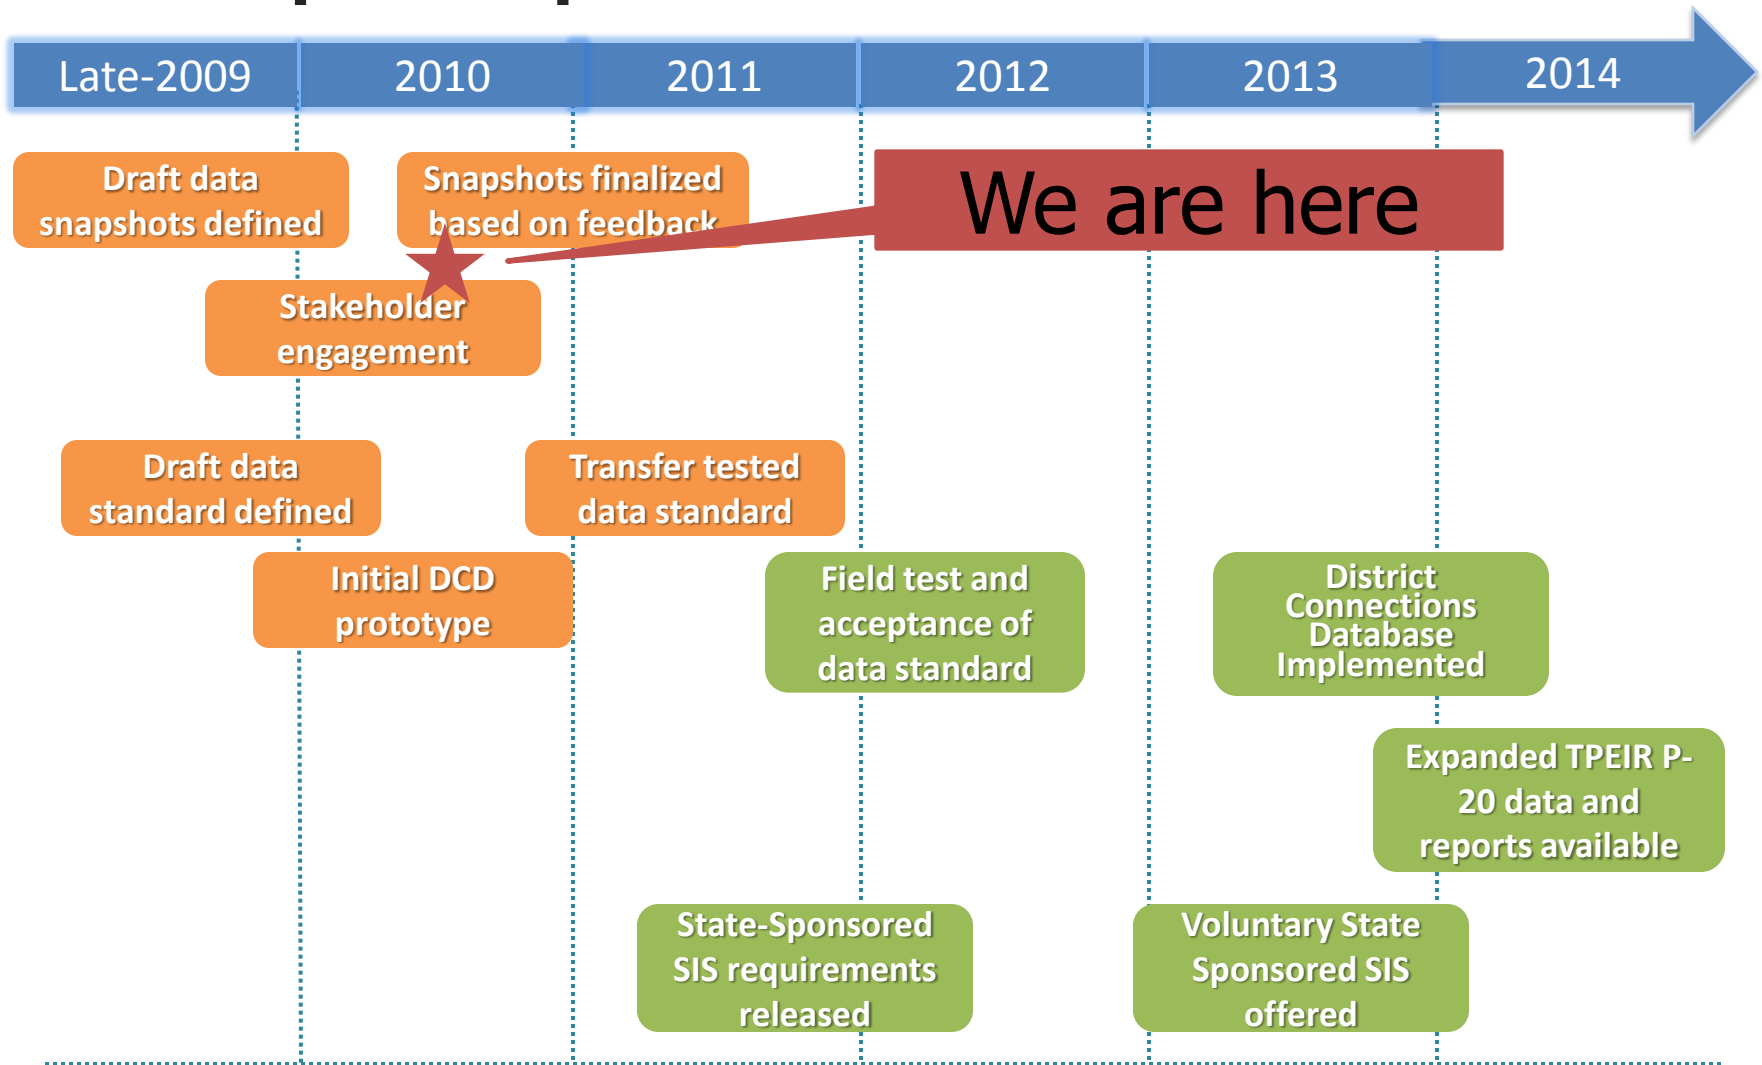 Late-2009
2010
2011
2012
2013
2014
Draft data
snapshots defined
Snapshots finalized
based on feedback
We are here
Stakeholder
engagement
Draft data
standard defined
Transfer tested
data standard
Initial DCD
prototype
Field test and
acceptance of
data standard
District
Connections
Database
Implemented
Expanded TPEIR P-
20 data and
reports available
State-Sponsored
SIS requirements
released
Voluntary State
Sponsored SIS
offered